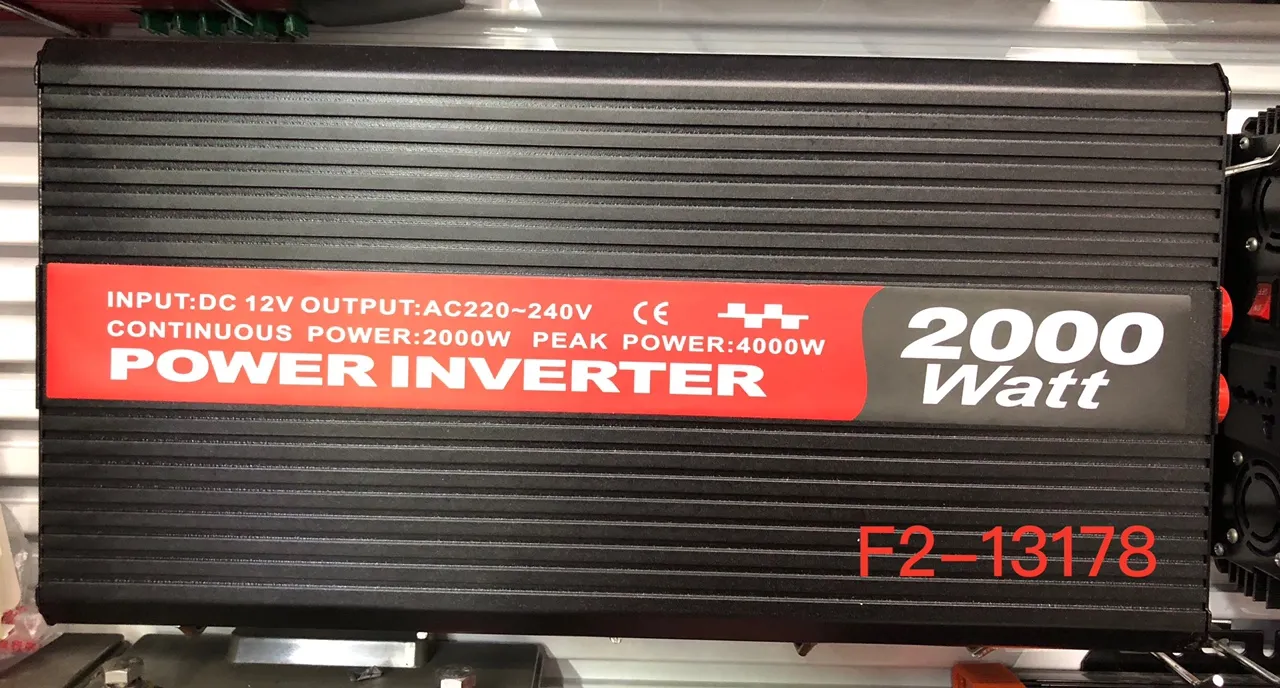 INPUT:DC 12V OUTPUT:AC220~240V CE
CONTINUOUS POWER:2000W PEAK POWER:4000W
POWER INVERTER
2000
Watt
F2-13178